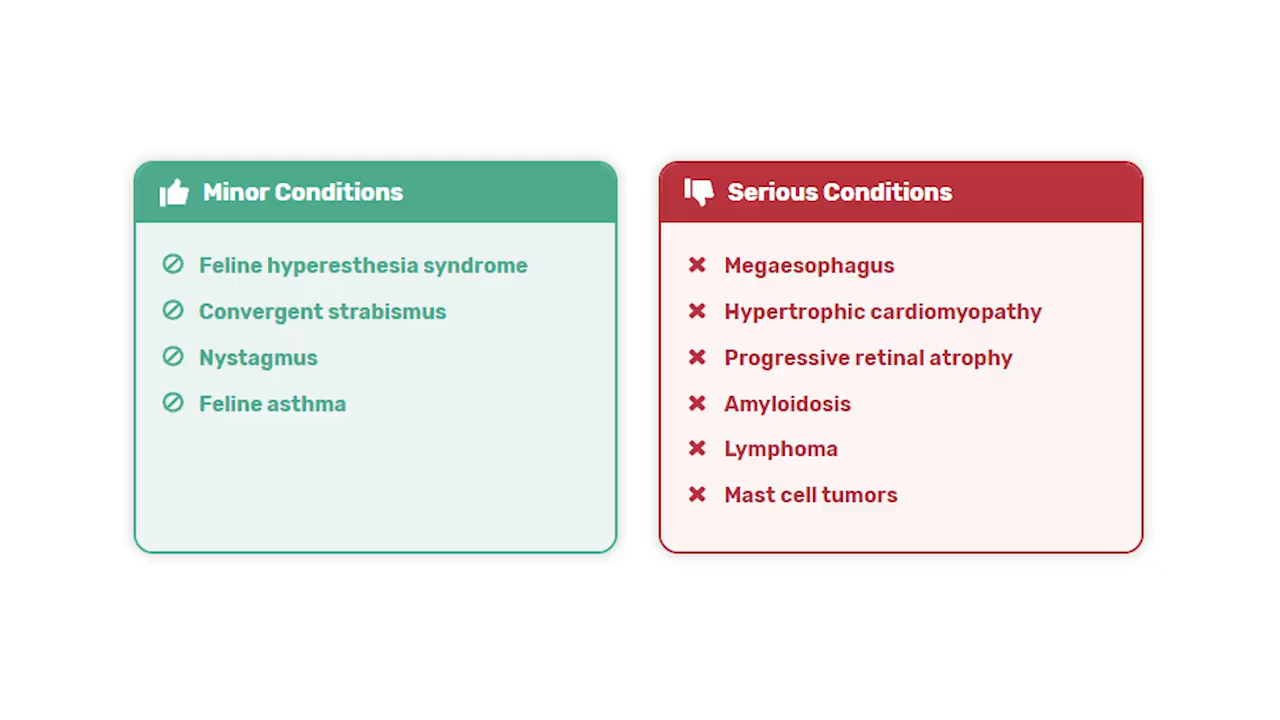 Minor Conditions
Feline hyperesthesia syndrome
Convergent strabismus
Nystagmus
Feline asthma
Serious Conditions
Megaesophagus
Hypertrophic cardiomyopathy
Progressive retinal atrophy
Amyloidosis
Lymphoma
Mast cell tumors